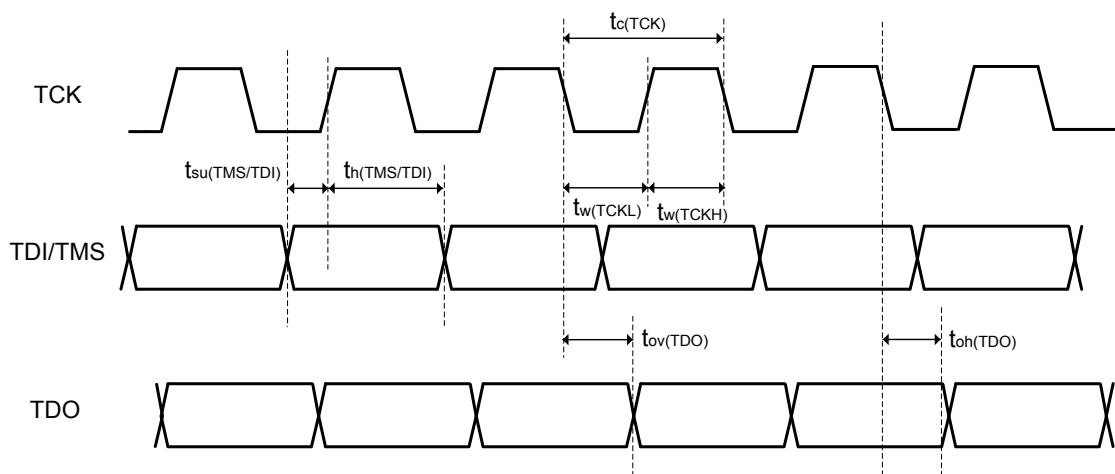 tc(TCK)
TCK
tsu(TMS/TDI)
th(TMS/TDI)
tw(TCKL)
tw(TCKH)
TDI/TMS
tov(TDO)
toh(TDO)
TDO